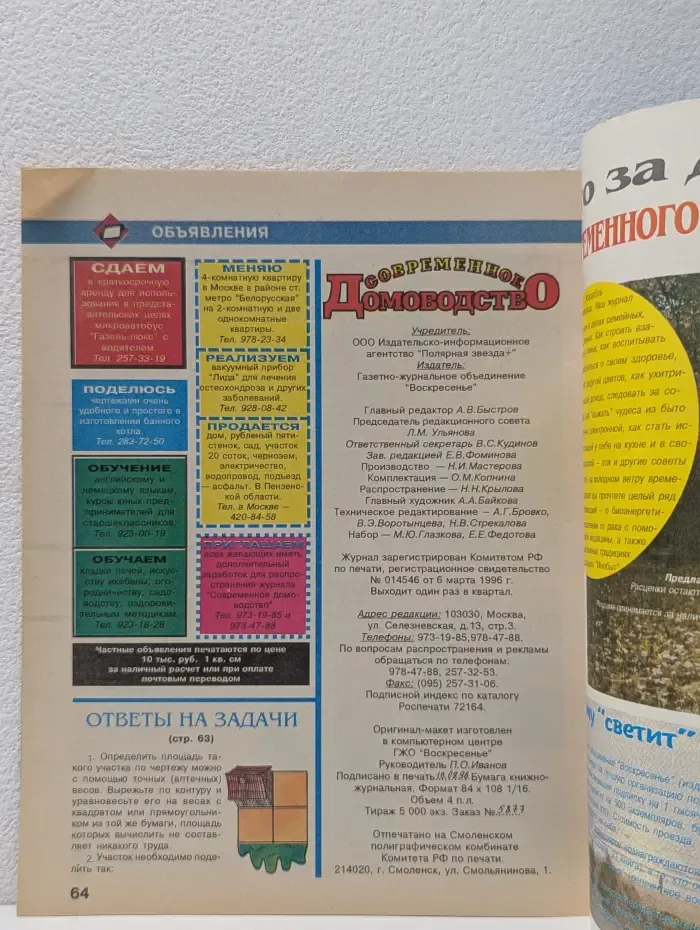 ОБЪЯВЛЕНИЯ
СДАЕМ
в краткосрочную
аренду для исполь-
зования в предста-
вительских целях
микроавтобус
"Газель-люкс" с
водителем
Тел. 257-33-19
ПОДЕЛЮСЬ
чертежами очень
удобного и простого в
изготовлении банного
котла.
Тел. 283-72-50
ОБУЧЕНИЕ
английскому и
немецкому языкам,
курсы юных пред-
принимателей для
старшеклассников.
Тел. 923-00-19
ОБУЧАЕМ
кладке печей, искус-
ству икебаны, ого-
родничеству, садо-
водству, оздорови-
тельным методикам.
Тел. 923-18-28
МЕНЯЮ
4-комнатную квартиру
в Москве в районе ст.
метро "Белорусская"
на 2-комнатную и две
однокомнатные
квартиры.
Тел. 978-23-34
РЕАЛИЗУЕМ
вакуумный прибор
"Лида" для лечения
остеохондроза и других
заболеваний.
Тел. 928-08-42
ПРОДАЕТСЯ
дом, рубленый пяти-
стенок, сад, участок
20 соток, чернозем,
электричество,
водопровод, подъезд
— асфальт. В Пензенс-
кой области.
Тел. в Москве —
420-84-58
ПРИГЛАШАЕМ
всех желающих иметь
дополнительный
заработок для распро-
странения журнала
"Современное домо-
водство"
Тел. 973-19-85 и
978-47-88
Частные объявления печатаются по цене
10 тыс. руб. 1 кв. см
за наличный расчет или при оплате
почтовым переводом
ОТВЕТЫ НА ЗАДАЧИ
(стр. 63)
1. Определить площадь та-
кого участка по чертежу можно
с помощью точных (аптечных)
весов. Вырежьте по контуру и
уравновесьте его на весах с
квадратом или прямоугольни-
ком из той же бумаги, площадь
которых вычислить не состав-
ляет никакого труда.
2. Участок необходимо поде-
лить так:
64
СОВРЕМЕННОЕ
ДОМОВОДСТВО
Учредитель:
ООО Издательско-информационное
агентство "Полярная звезда+"
Издатель:
Газетно-журнальное объединение
"Воскресенье"
Главный редактор А.В.Быстров
Председатель редакционного совета
Л.М. Ульянова
Ответственный секретарь В.С.Кудинов
Зав. редакцией Е.В.Фоминова
Производство — Н.И.Мастерова
Комплектация — О.М.Копнина
Распространение — Н.Н.Крылова
Главный художник А.А.Байкова
Техническое редактирование — А.Г.Бровко,
В.Э.Воротынцева, Н.В.Стрекалова
Набор — М.Ю.Глазкова, Е.Е.Федотова
Журнал зарегистрирован Комитетом РФ
по печати, регистрационное свидетельство
№ 014546 от 6 марта 1996 г.
Выходит один раз в квартал.
Адрес редакции: 103030, Москва,
ул. Селезневская, д.13, стр.3.
Телефоны: 973-19-85,978-47-88.
По вопросам распространения и рекламы
обращаться по телефонам:
978-47-88, 257-32-53.
Факс: (095) 257-31-06.
Подписной индекс по каталогу
Роспечати 72164.
Оригинал-макет изготовлен
в компьютерном центре
ГЖО "Воскресенье"
Руководитель П.О.Иванов
Подписано в печать 10.08.96 Бумага книжно-
журнальная. Формат 84 х 108 1/16.
Объем 4 п.л.
Тираж 5 000 экз. Заказ № 5877
Отпечатано на Смоленском
полиграфическом комбинате
Комитета РФ по печати.
214020, г. Смоленск, ул. Смольянинова, 1.
за
"светит"